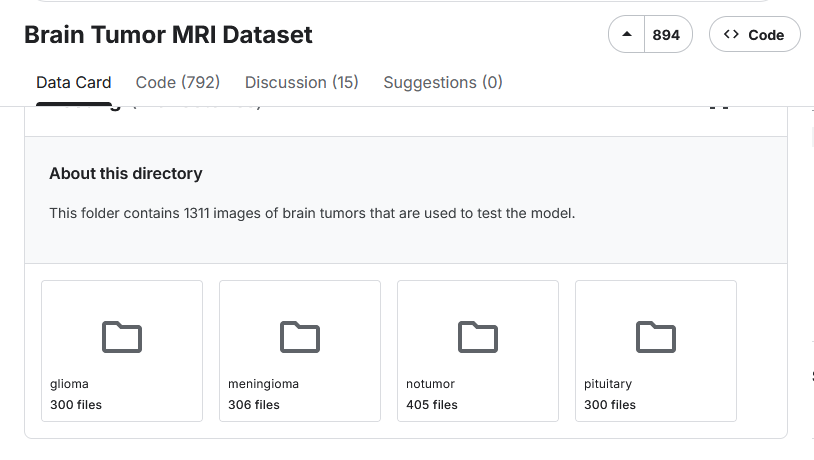 Brain Tumor MRI Dataset
894
Code
Data Card
Code (792)
Discussion (15)
Suggestions (0)
About this directory
This folder contains 1311 images of brain tumors that are used to test the model.
glioma
300 files
meningioma
306 files
notumor
405 files
pituitary
300 files